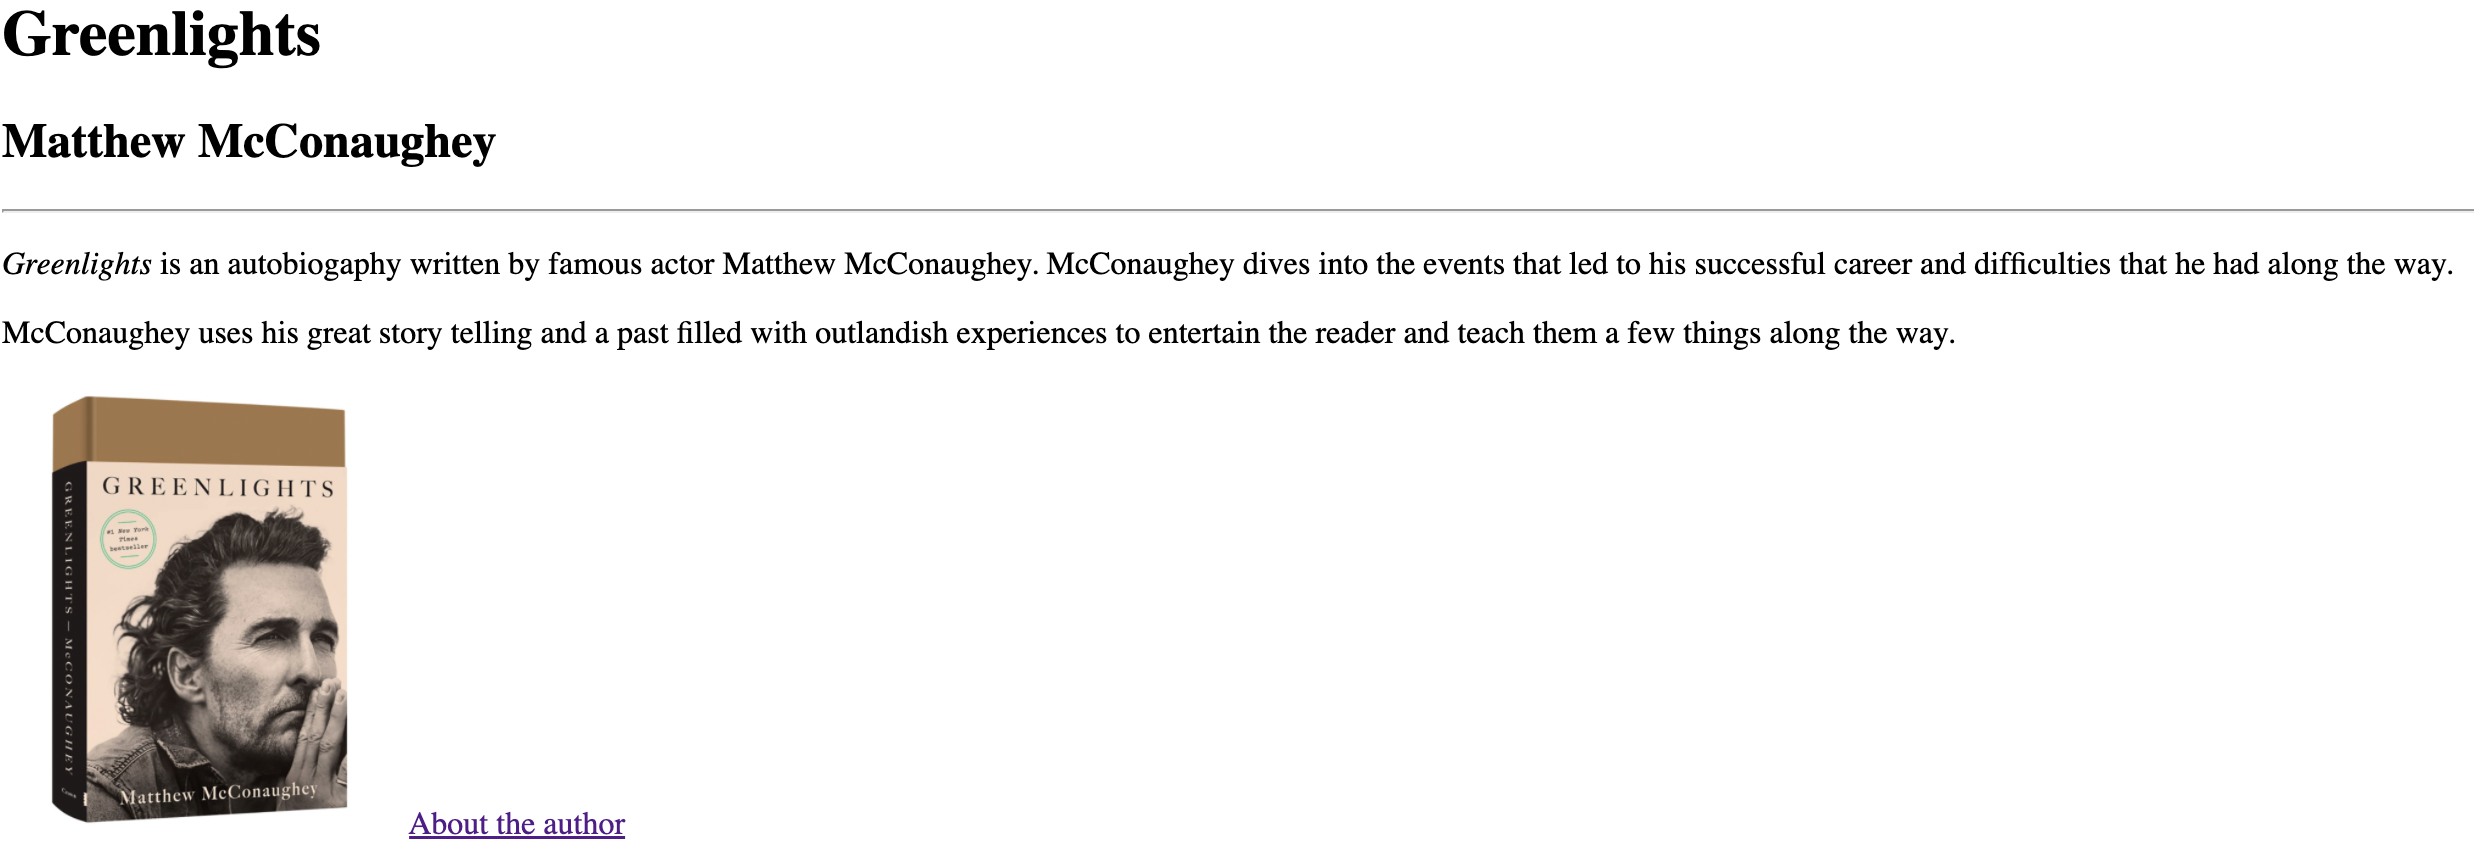 Greenlights
Matthew McConaughey
Greenlights is an autobiogaphy written by famous actor Matthew McConaughey. McConaughey dives into the events that led to his successful career and difficulties that he had along the way.
McConaughey uses his great story telling and a past filled with outlandish experiences to entertain the reader and teach them a few things along the way.
GREENLIGHTS
#1 New York
Times
bestseller
GREENLIGHTS — McCONAUGHEY
Matthew McConaughey
About the author